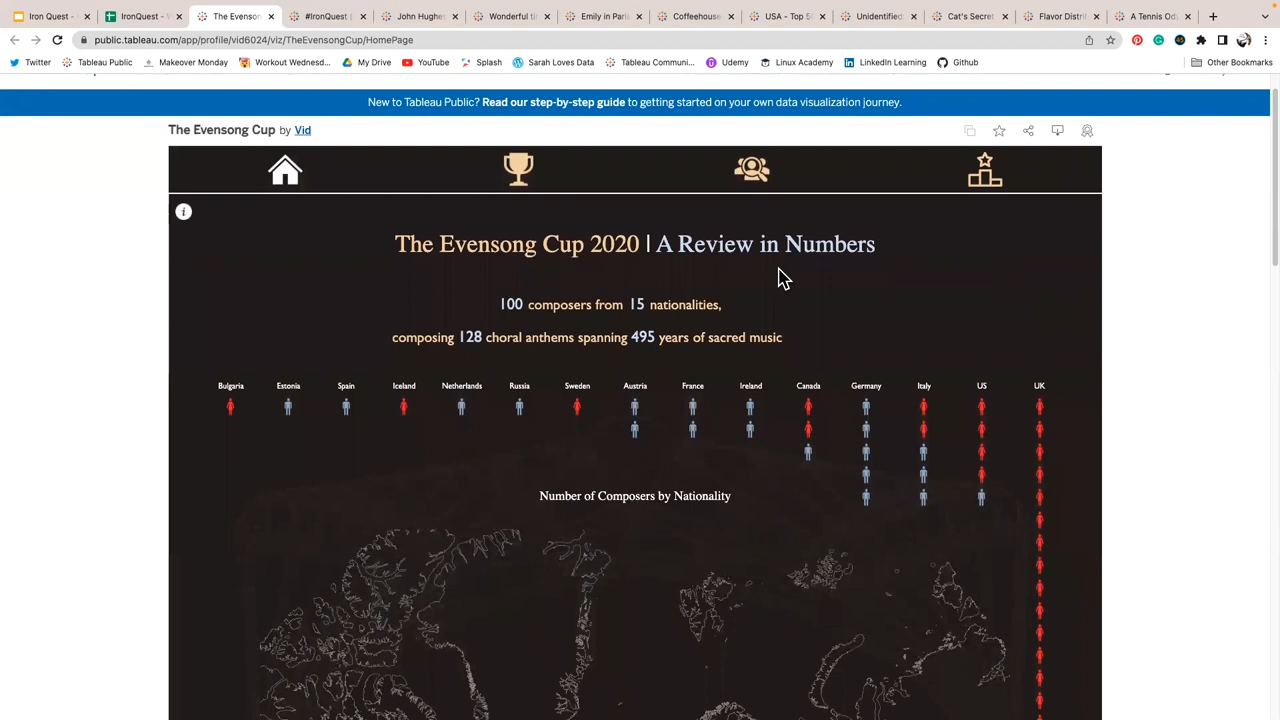 Iron Quest -
IronQuest - W
The Evenson
#IronQuest |
John Hughes
Wonderful ti
Emily in Pari
Coffeehouse
USA - Top 5
Unidentified:
Cat's Secret
Flavor Distri
A Tennis Od
public.tableau.com/app/profile/vid6024/viz/TheEvensongCup/HomePage
Twitter
Tableau Public
Makeover Monday
Workout Wednesd...
My Drive
YouTube
Splash
Sarah Loves Data
Tableau Communi...
Udemy
Linux Academy
LinkedIn Learning
Github
Other Bookmarks
New to Tableau Public? Read our step-by-step guide to getting started on your own data visualization journey.
The Evensong Cup by Vid
i
The Evensong Cup 2020 | A Review in Numbers
100 composers from 15 nationalities,
composing 128 choral anthems spanning 495 years of sacred music
Bulgaria Estonia Spain Iceland Netherlands Russia Sweden Austria France Ireland Canada Germany Italy US UK
Number of Composers by Nationality